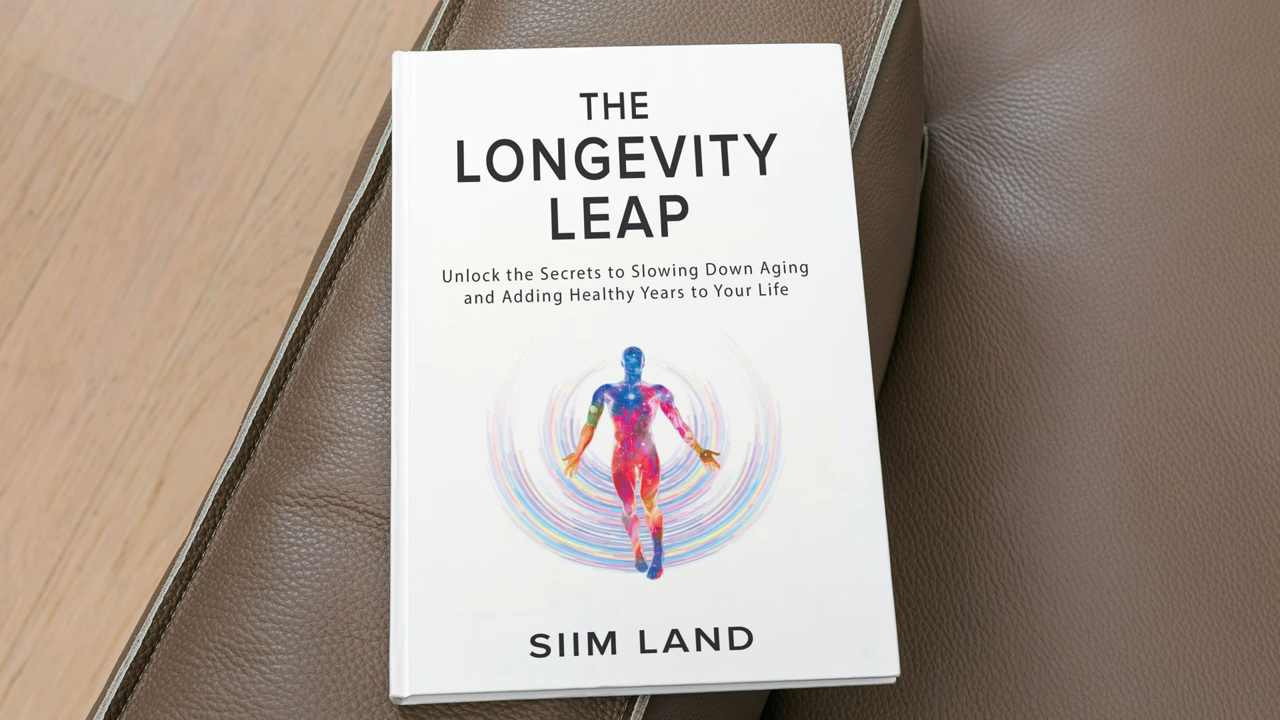 THE
LONGEVITY
LEAP
Unlock the Secrets to Slowing Down Aging
and Adding Healthy Years to Your Life
SIIM LAND